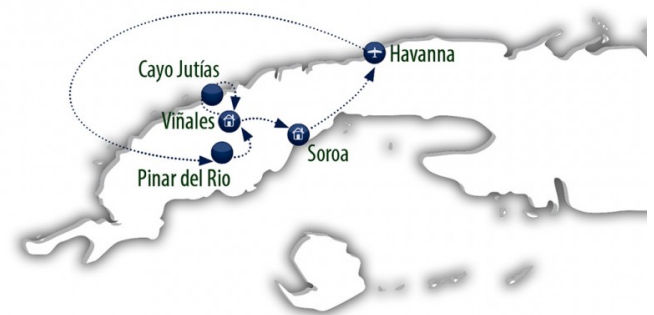 Havanna
Cayo Jutías
Viñales
Soroa
Pinar del Rio